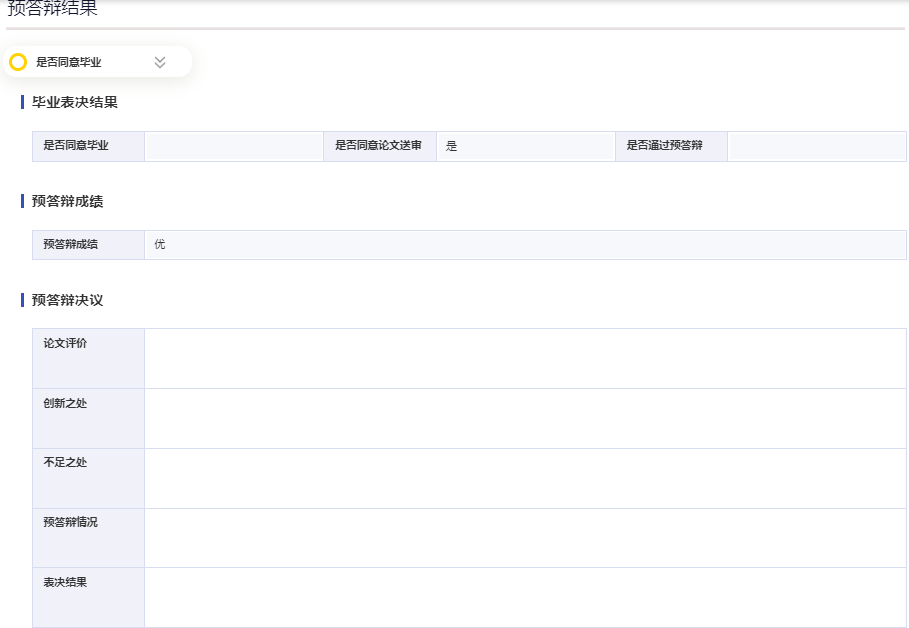 预答辩结果
是否同意毕业
毕业表决结果
是否同意毕业 是否同意论文送审 是 是否通过预答辩
预答辩成绩
预答辩成绩 优
预答辩决议
论文评价
创新之处
不足之处
预答辩情况
表决结果